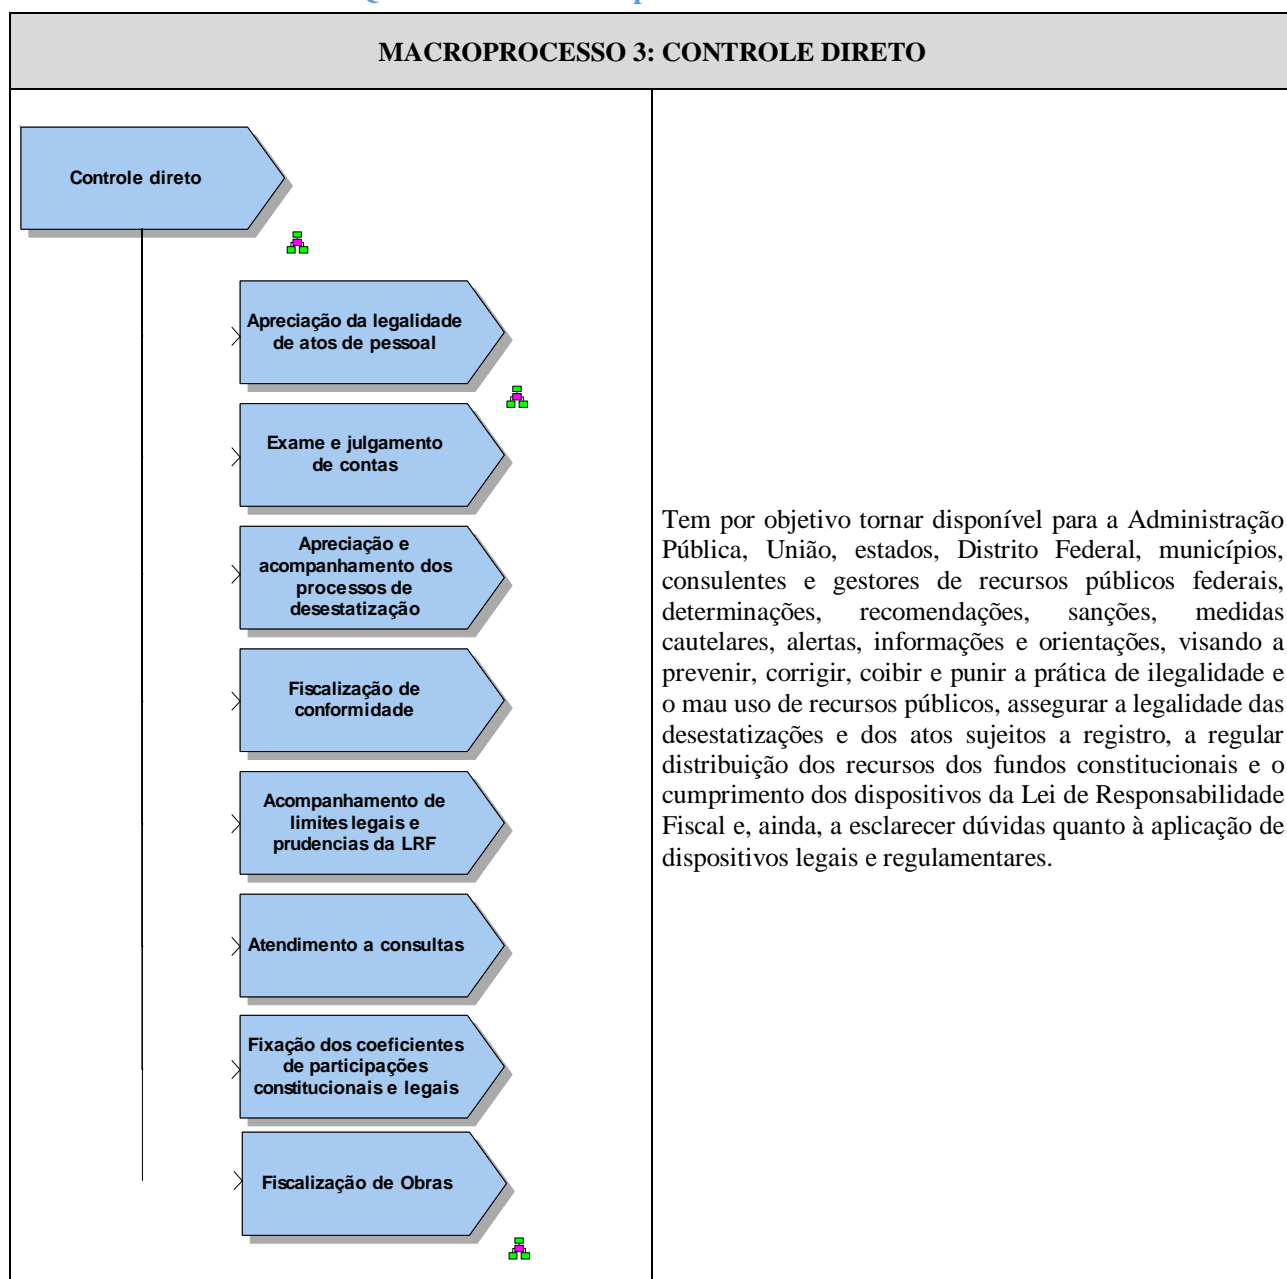 MACROPROCESSO 3: CONTROLE DIRETO
Controle direto
Apreciação da legalidade
de atos de pessoal
Exame e julgamento
de contas
Apreciação e
acompanhamento dos
processos de
desestatização
Fiscalização de
conformidade
Acompanhamento de
limites legais e
prudencias da LRF
Atendimento a consultas
Fixação dos coeficientes
de participações
constitucionais e legais
Fiscalização de Obras
Tem por objetivo tornar disponível para a Administração
Pública, União, estados, Distrito Federal, municípios,
consulentes e gestores de recursos públicos federais,
determinações, recomendações, sanções, medidas
cautelares, alertas, informações e orientações, visando a
prevenir, corrigir, coibir e punir a prática de ilegalidade e
o mau uso de recursos públicos, assegurar a legalidade das
desestatizações e dos atos sujeitos a registro, a regular
distribuição dos recursos dos fundos constitucionais e o
cumprimento dos dispositivos da Lei de Responsabilidade
Fiscal e, ainda, a esclarecer dúvidas quanto à aplicação de
dispositivos legais e regulamentares.